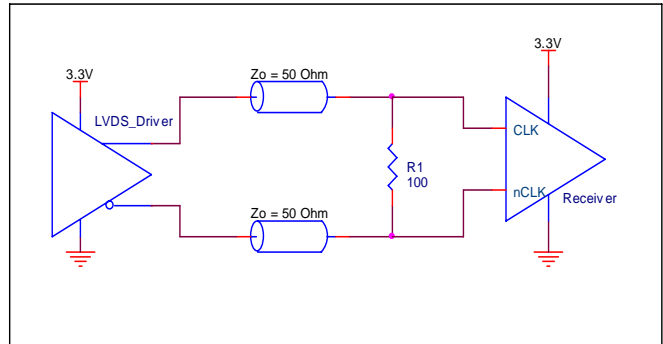 3.3V
LVDS_Driver
Zo = 50 Ohm
Zo = 50 Ohm
R1
100
3.3V
CLK
nCLK
Receiver